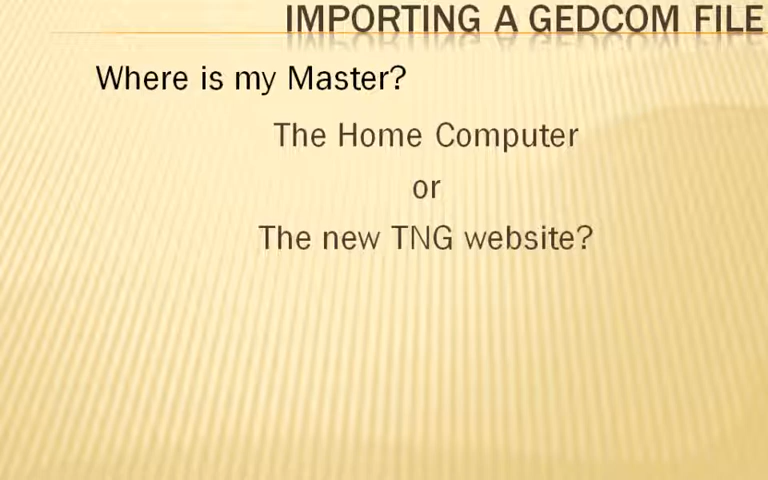 IMPORTING A GEDCOM FILE
Where is my Master?
The Home Computer
or
The new TNG website?